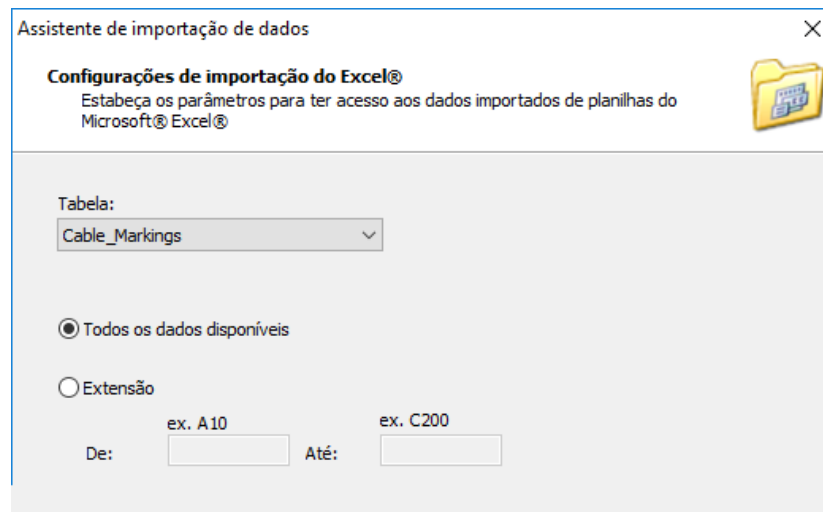 Assistente de importação de dados
Configurações de importação do Excel®
Estabeça os parâmetros para ter acesso aos dados importados de planilhas do
Microsoft® Excel®
Tabela:
Cable_Markings
Todos os dados disponíveis
Extensão
ex. A10 ex. C200
De: Até: